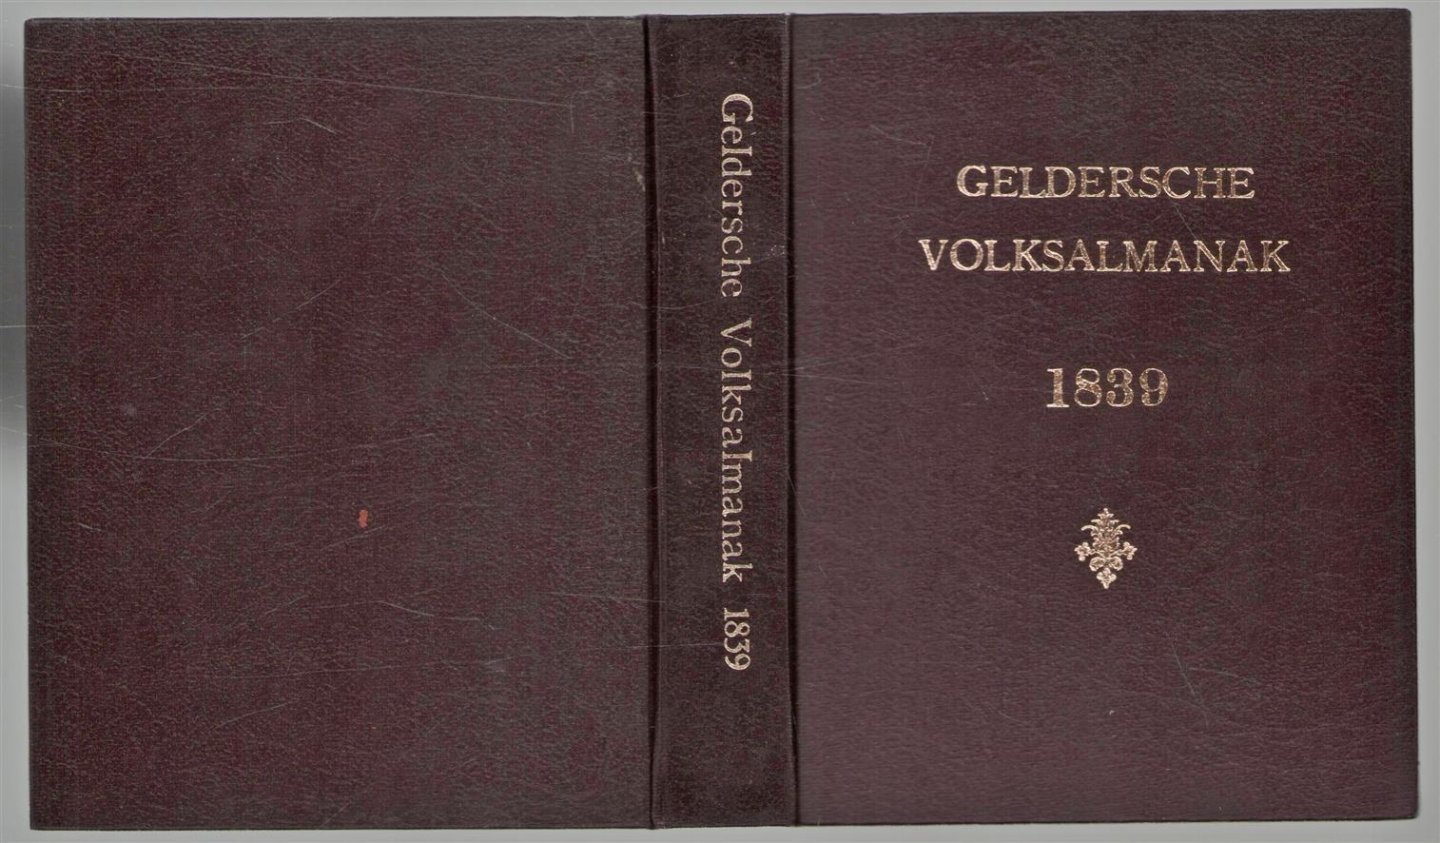 Geldersche Volksalmanak 1839
GELDERSCHE
VOLKSALMANAK
1839